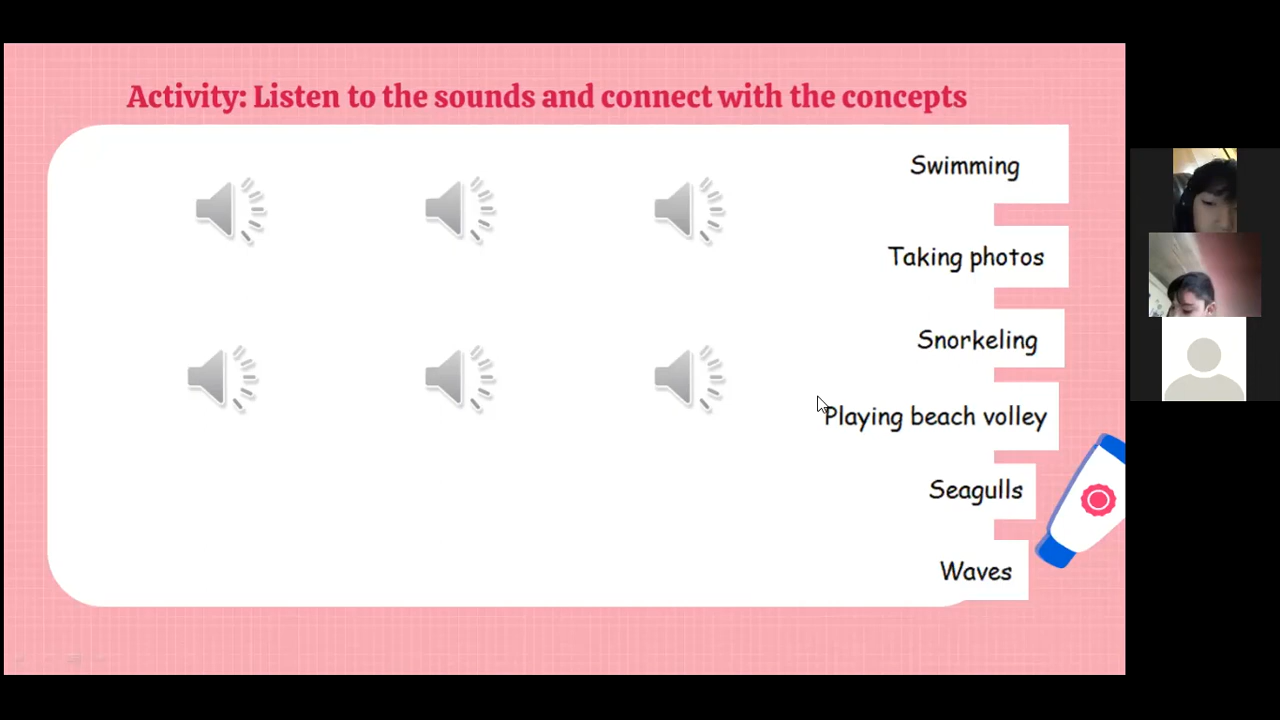 Activity: Listen to the sounds and connect with the concepts
Swimming
Taking photos
Snorkeling
Playing beach volley
Seagulls
Waves